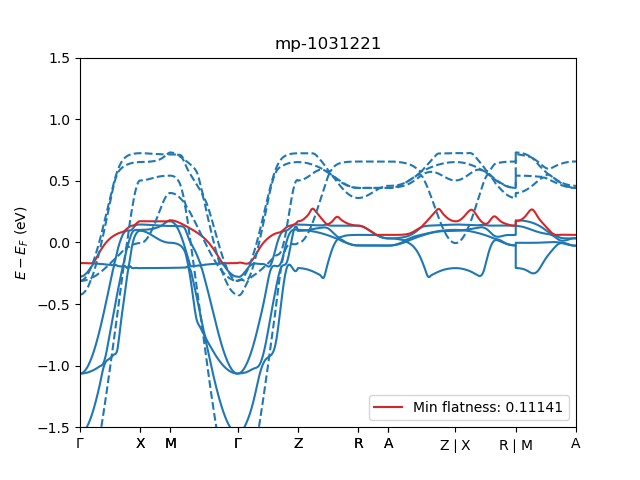 mp-1031221
E − E_F (eV)
1.5
1.0
0.5
0.0
−0.5
−1.0
−1.5
Min flatness: 0.11141
Γ X M Γ Z R A Z | X R | M A